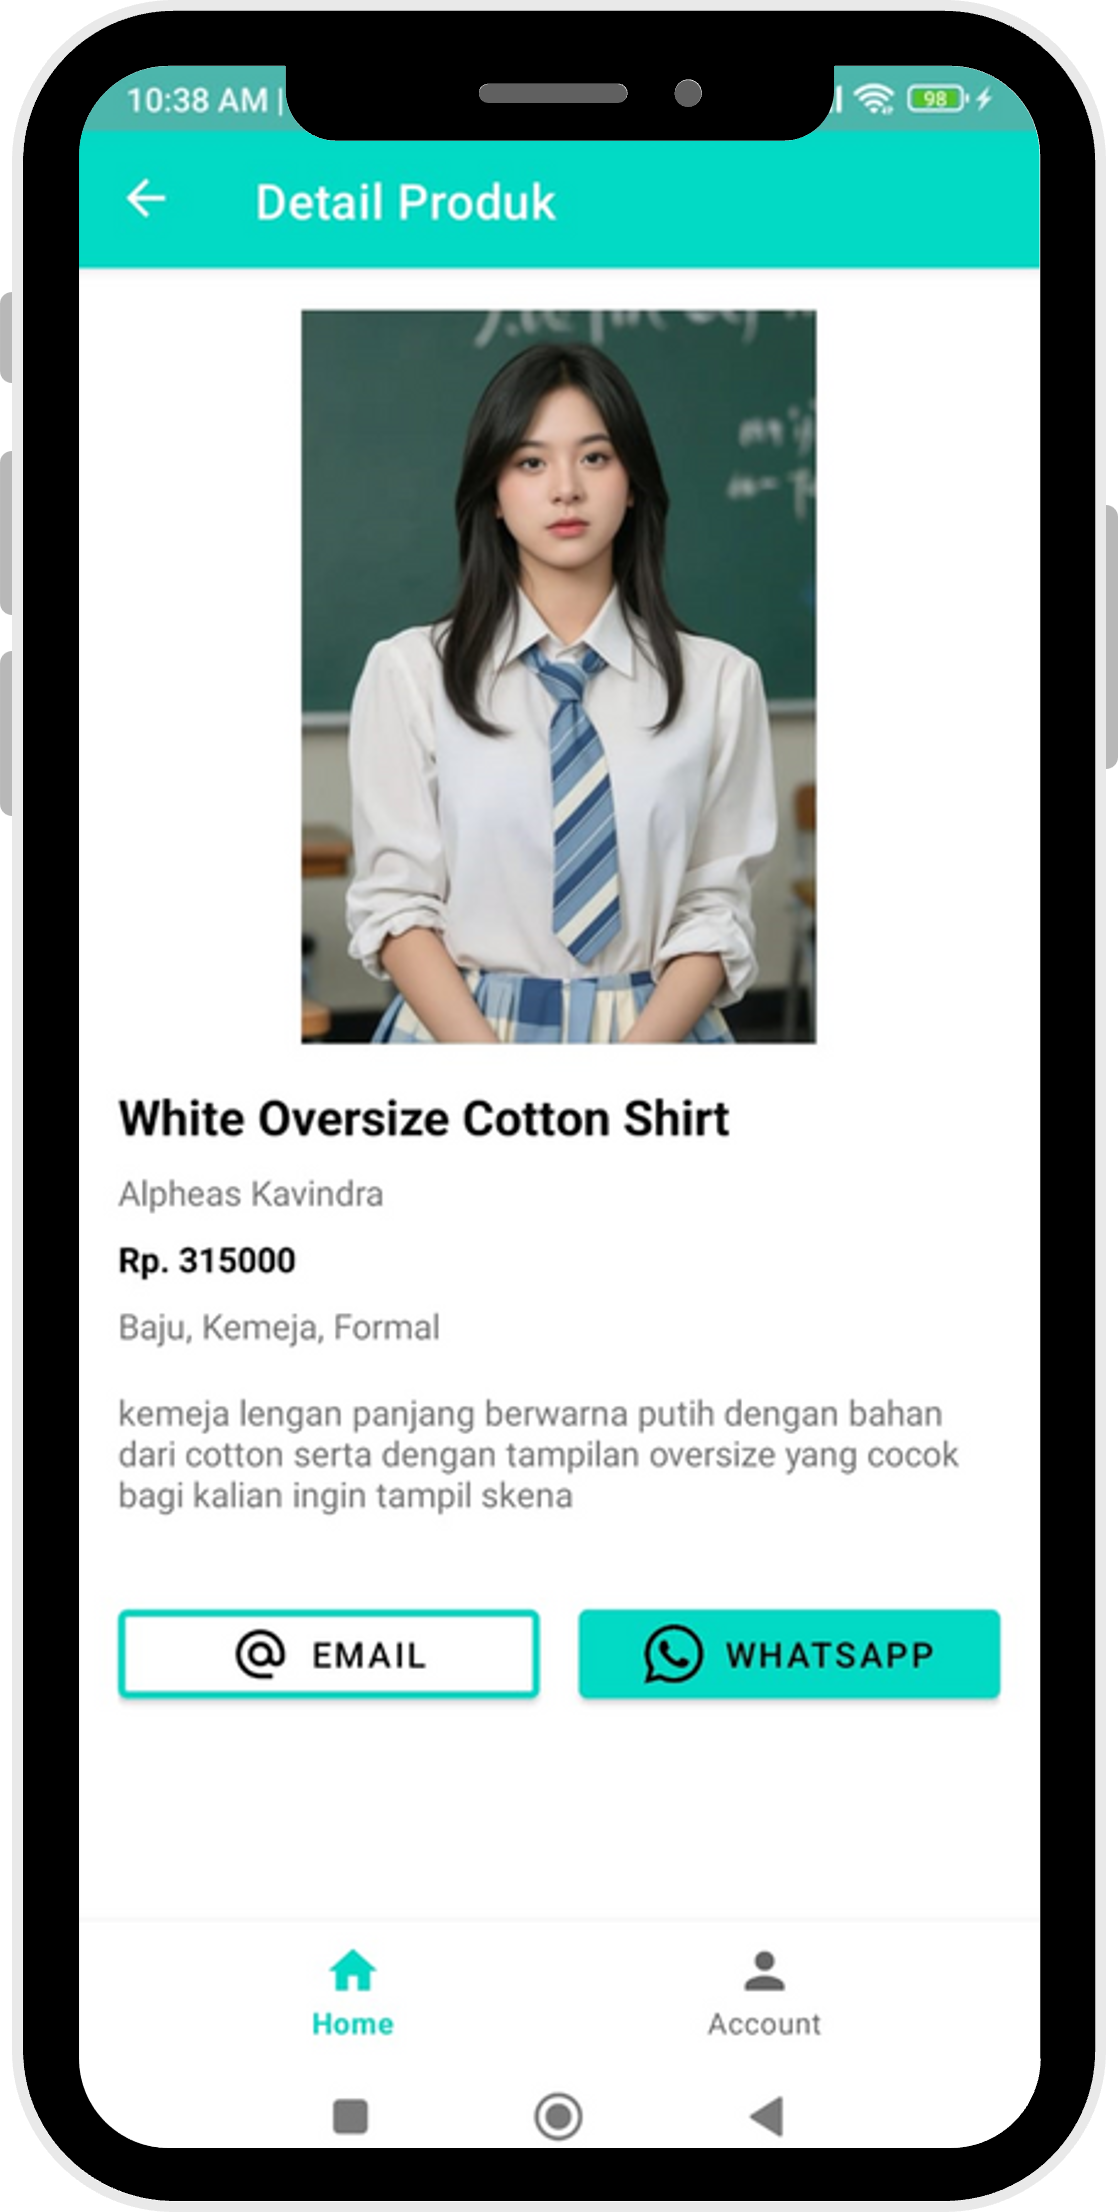 10:38 AM
98
Detail Produk
White Oversize Cotton Shirt
Alpheas Kavindra
Rp. 315000
Baju, Kemeja, Formal
kemeja lengan panjang berwarna putih dengan bahan
dari cotton serta dengan tampilan oversize yang cocok
bagi kalian ingin tampil skena
EMAIL
WHATSAPP
Home
Account